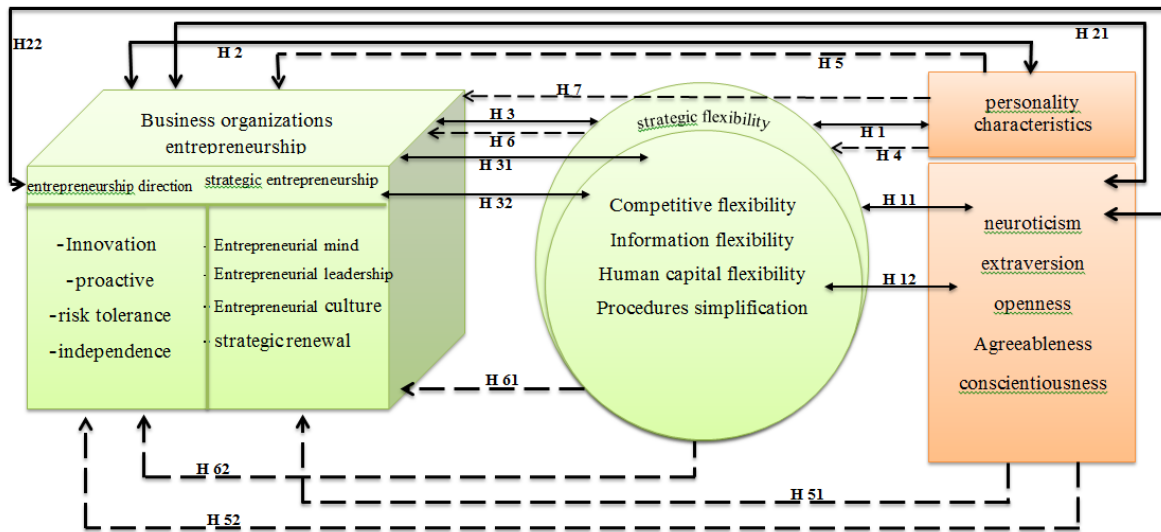 H22
H 2
H 21
H 5
H 7
Business organizations
entrepreneurship
H 3
H 6
strategic flexibility
H 1
H 4
personality
characteristics
H 31
entrepreneurship direction
strategic entrepreneurship
H 32
H 11
-Innovation
-proactive
-risk tolerance
-independence
- Entrepreneurial mind
- Entrepreneurial leadership
- Entrepreneurial culture
- strategic renewal
Competitive flexibility
Information flexibility
Human capital flexibility
Procedures simplification
H 12
neuroticism
extraversion
openness
Agreeableness
conscientiousness
H 61
H 62
H 51
H 52